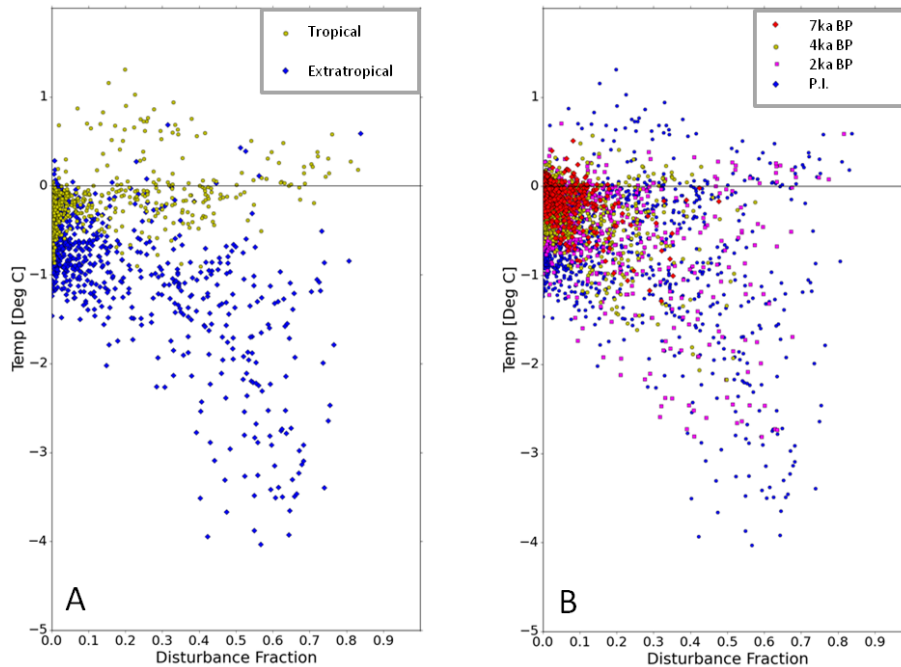 Tropical
Extratropical
1
0
−1
−2
−3
−4
−5
Temp [Deg C]
0.0 0.1 0.2 0.3 0.4 0.5 0.6 0.7 0.8 0.9
Disturbance Fraction
A
7ka BP
4ka BP
2ka BP
P.I.
1
0
−1
−2
−3
−4
−5
Temp [Deg C]
0.0 0.1 0.2 0.3 0.4 0.5 0.6 0.7 0.8 0.9
Disturbance Fraction
B